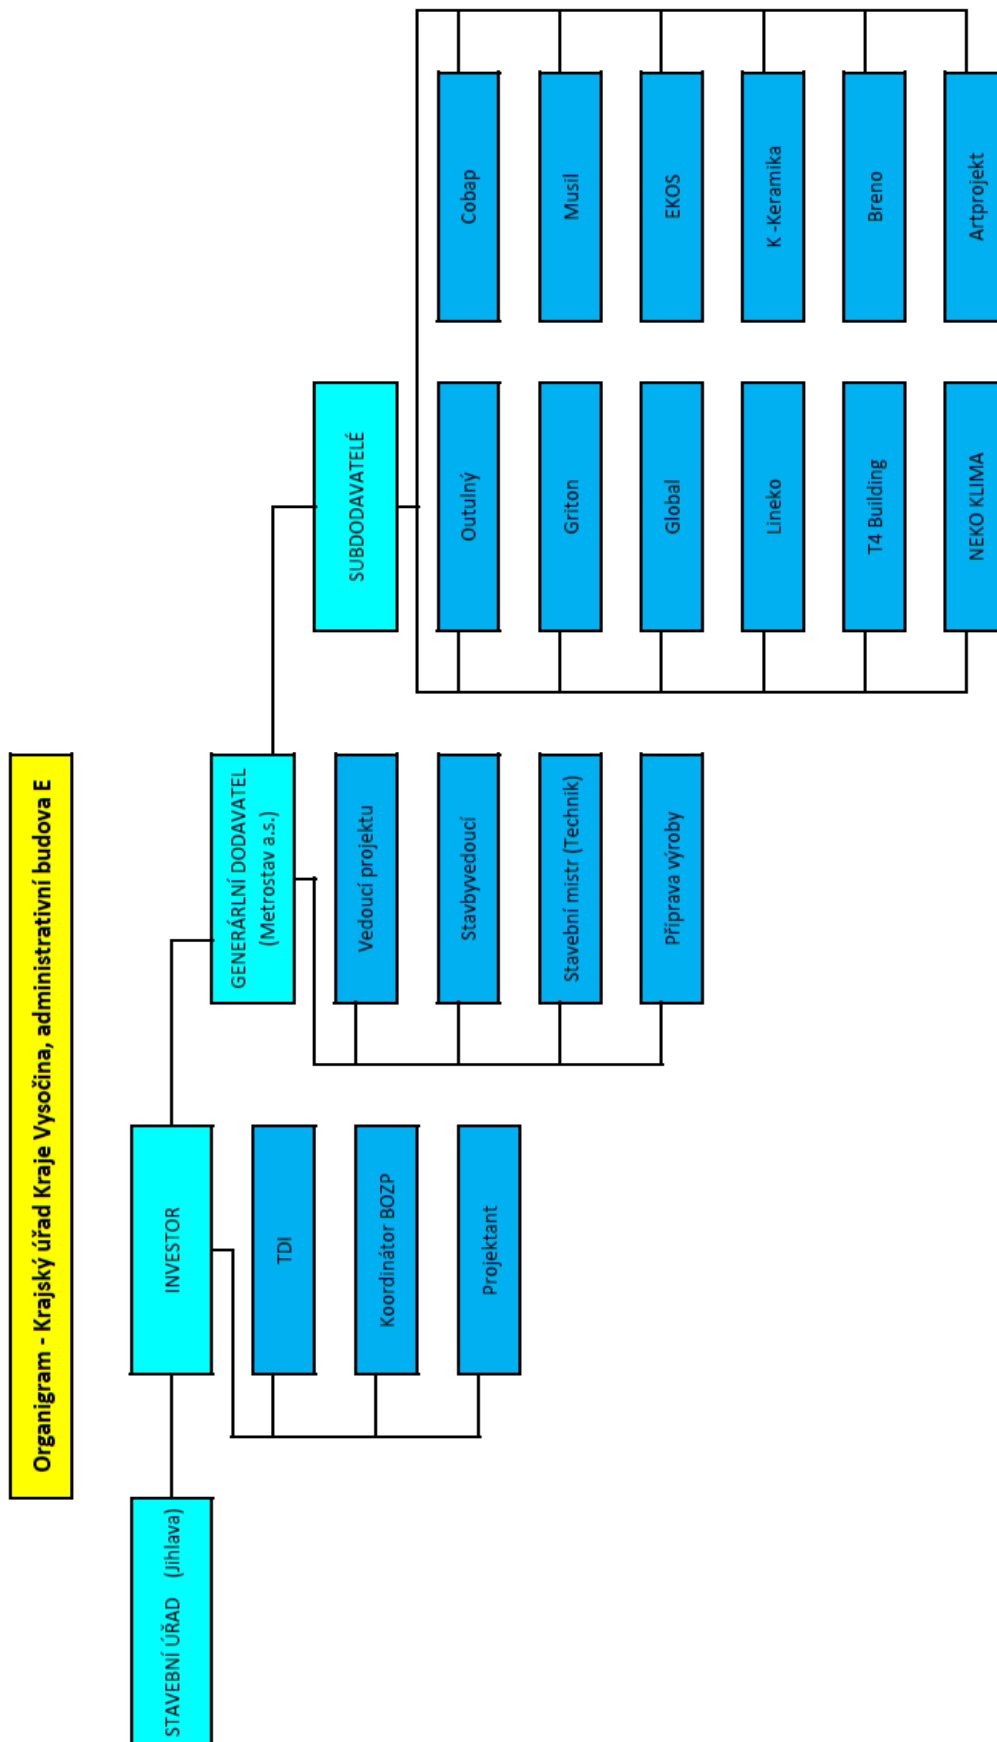 Organigram - Krajský úřad Kraje Vysočina, administrativní budova E
STAVEBNÍ ÚŘAD (Jihlava)
INVESTOR
TDI
Koordinátor BOZP
Projektant
GENERÁRLNÍ DODAVATEL
(Metrostav a.s.)
Vedoucí projektu
Stavbyvedoucí
Stavební mistr (Technik)
Příprava výroby
SUBDODAVATELÉ
Outulný
Griton
Global
Lineko
T4 Building
NEKO KLIMA
Cobap
Musil
EKOS
K -Keramika
Breno
Artprojekt